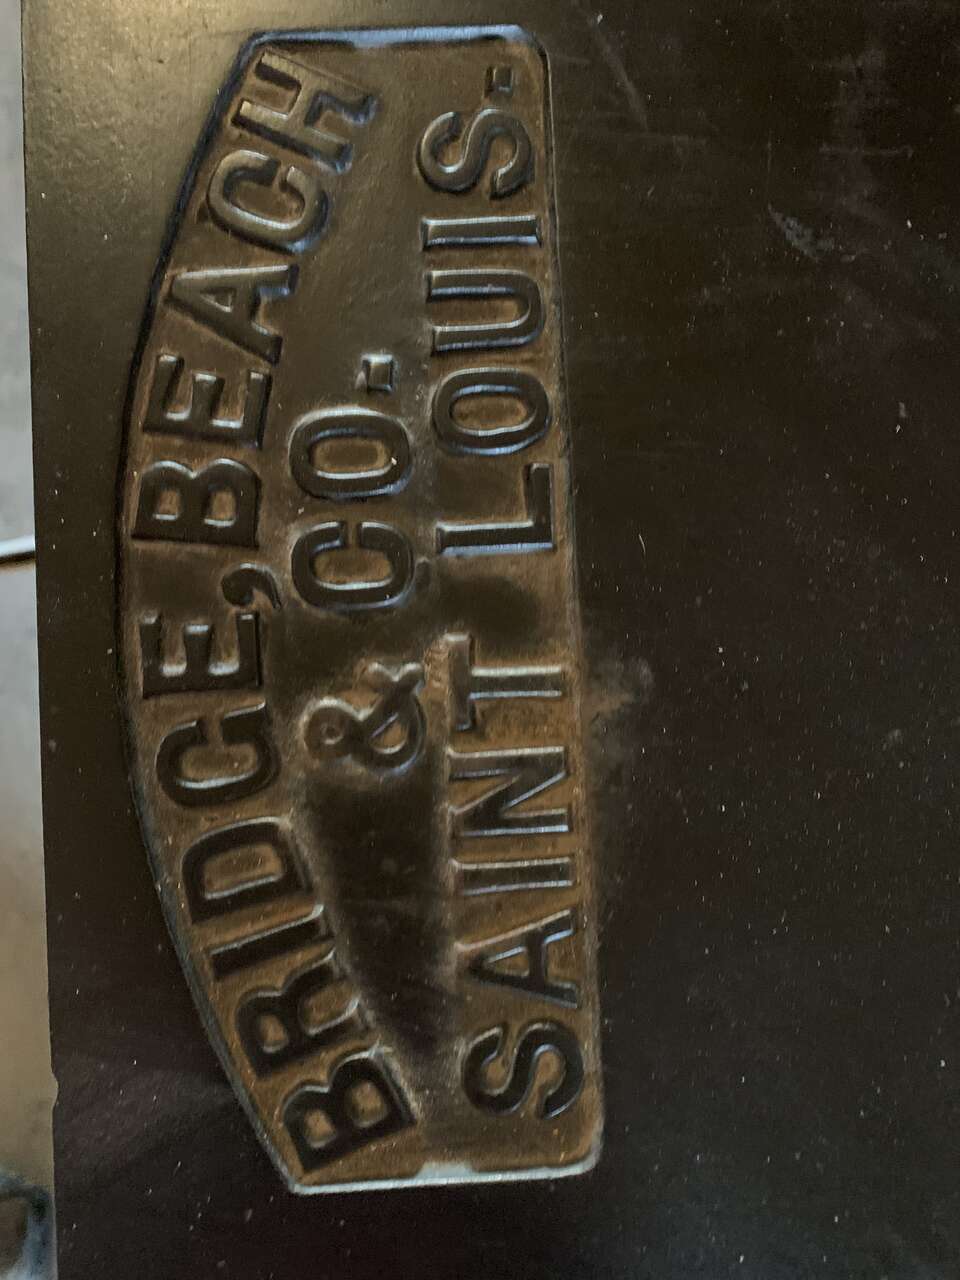 BRIDGE, BEACH
& CO.
SAINT LOUIS.